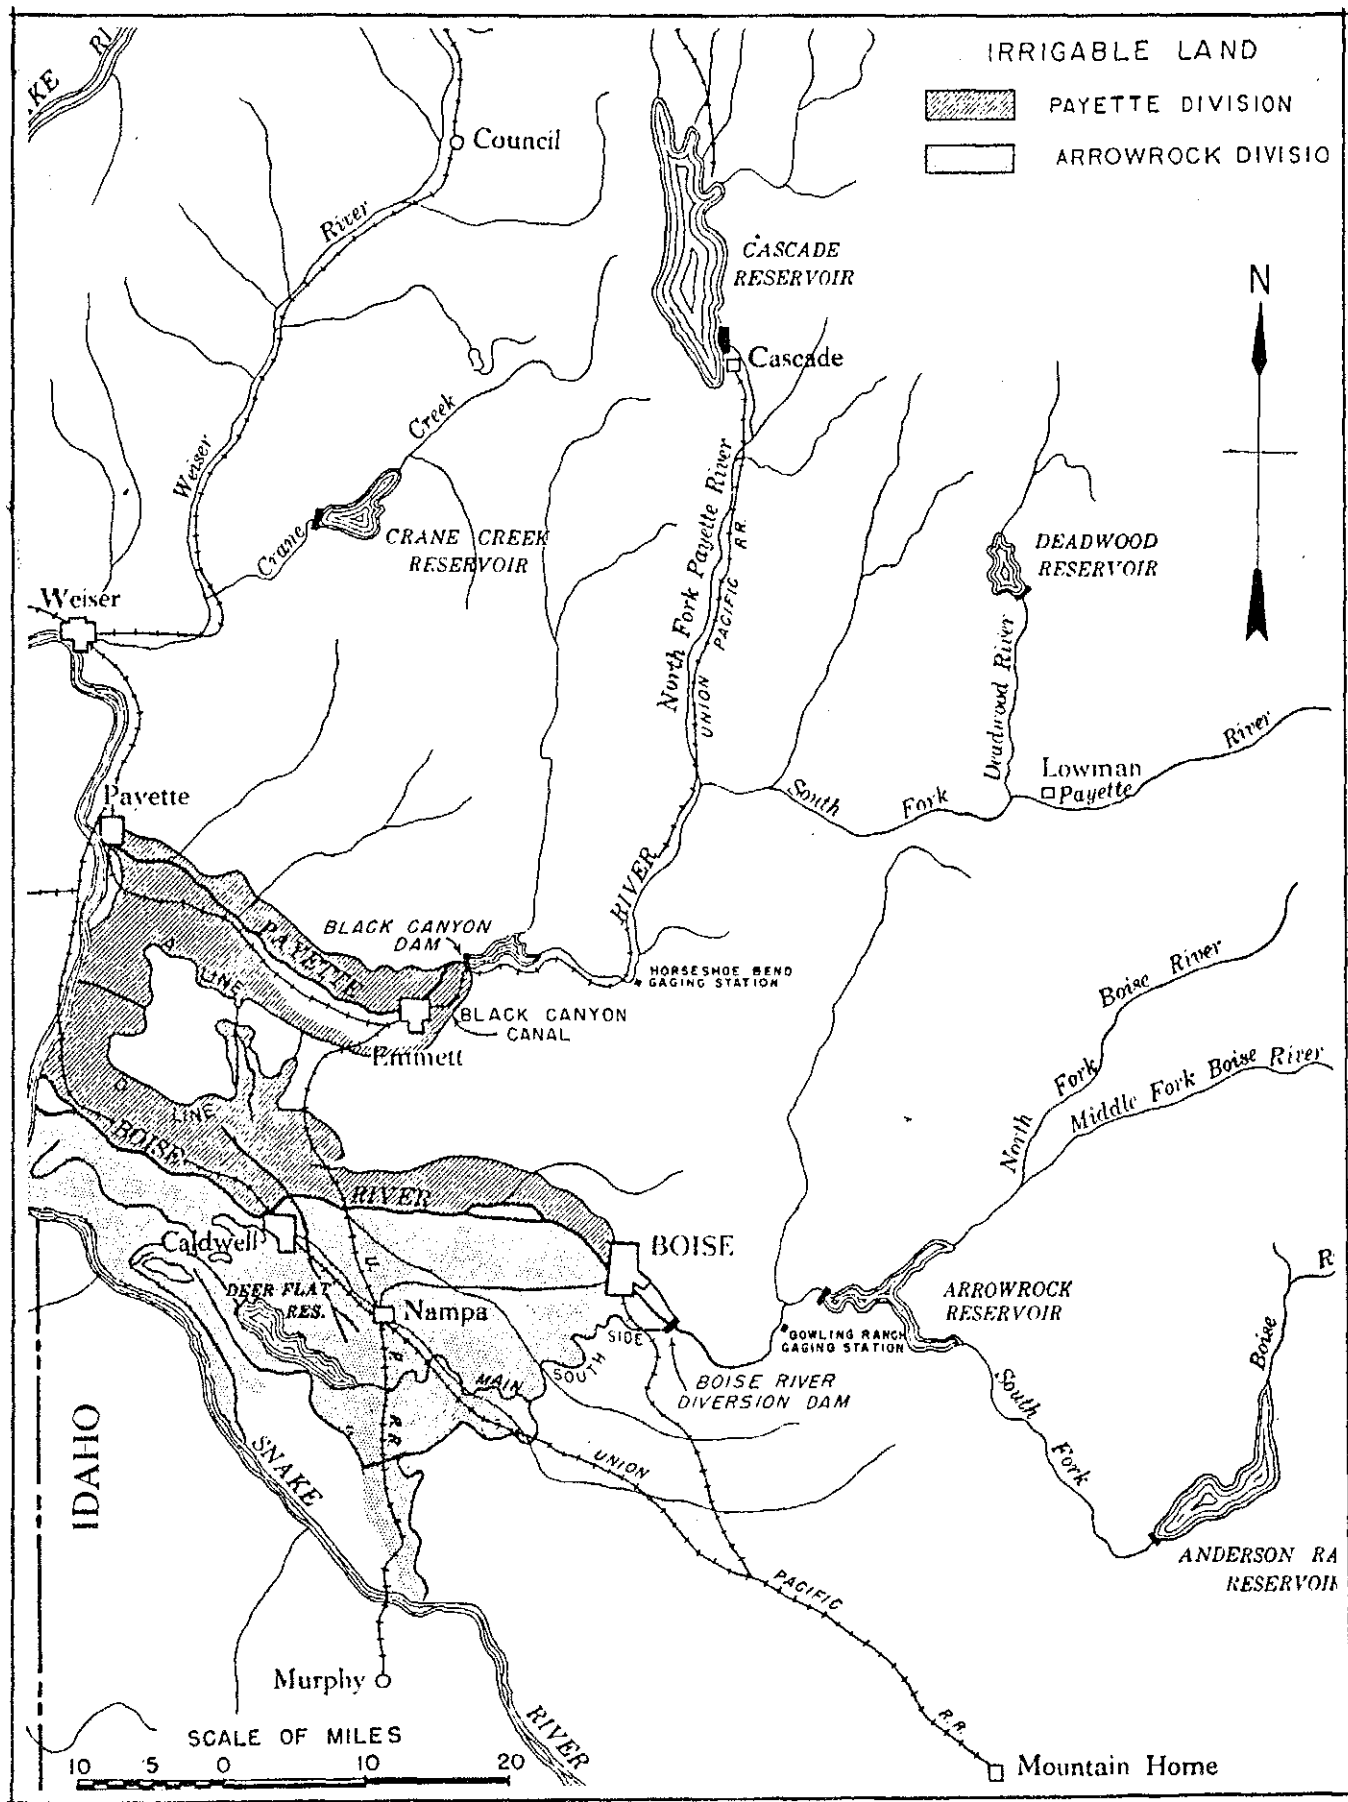 IRRIGABLE LAND
PAYETTE DIVISION
ARROWROCK DIVISIO
KE RI
Council
River
CASCADE
RESERVOIR
N
Cascade
Creek
Weiser
Crane
CRANE CREEK
RESERVOIR
North Fork Payette River
UNION PACIFIC RR.
DEADWOOD
RESERVOIR
Weiser
Deadwood River
Lowman
Payette River
South Fork
Payette
RIVER
PAYETTE
BLACK CANYON
DAM
HORSESHOE BEND
GAGING STATION
A LINE
BLACK CANYON
CANAL
Emmett
North Fork Boise River
Middle Fork Boise River
D LINE
BOISE
RIVER
BOISE
Caldwell
U.
DEER FLAT
RES.
Nampa
ARROWROCK
RESERVOIR
GOWLING RANCH
GAGING STATION
SOUTH SIDE
MAIN
BOISE RIVER
DIVERSION DAM
P.
R.R.
South Fork
Boise
R
IDAHO
SNAKE
UNION
PACIFIC
R.R.
ANDERSON RA
RESERVOIR
Murphy
RIVER
Mountain Home
SCALE OF MILES
10 5 0 10 20